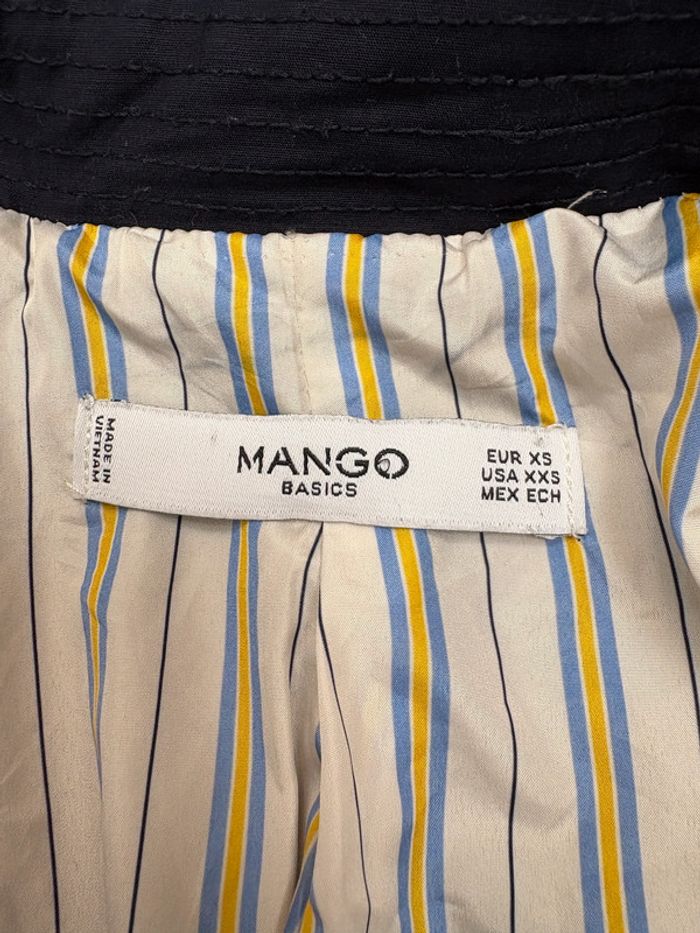 MADE IN
VIETNAM
MANGO
BASICS
EUR XS
USA XXS
MEX ECH